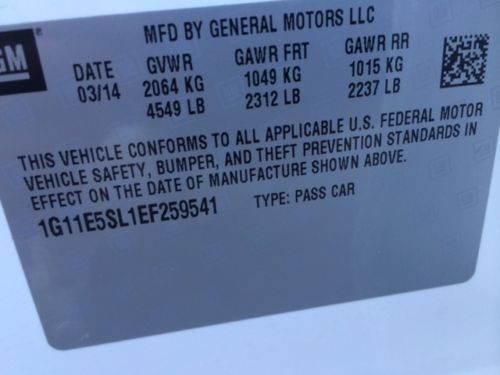 GM
MFD BY GENERAL MOTORS LLC
DATE GVWR GAWR FRT GAWR RR
03/14 2064 KG 1049 KG 1015 KG
4549 LB 2312 LB 2237 LB
THIS VEHICLE CONFORMS TO ALL APPLICABLE U.S. FEDERAL MOTOR
VEHICLE SAFETY, BUMPER, AND THEFT PREVENTION STANDARDS IN
EFFECT ON THE DATE OF MANUFACTURE SHOWN ABOVE.
1G11E5SL1EF259541 TYPE: PASS CAR